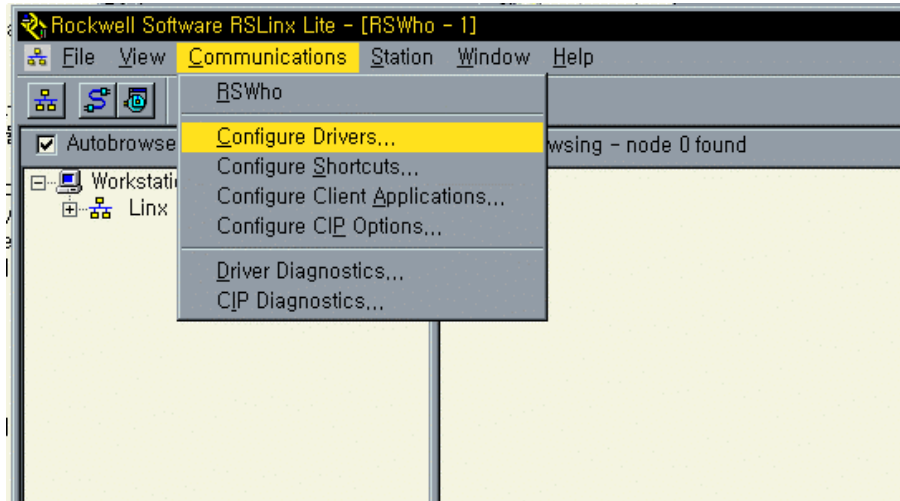 Rockwell Software RSLinx Lite - [RSWho - 1]
File View Communications Station Window Help
RSWho
Autobrowse
Configure Drivers...
wsing - node 0 found
Configure Shortcuts...
Workstati
Configure Client Applications...
Linx
Configure CIP Options...
Driver Diagnostics...
CIP Diagnostics...